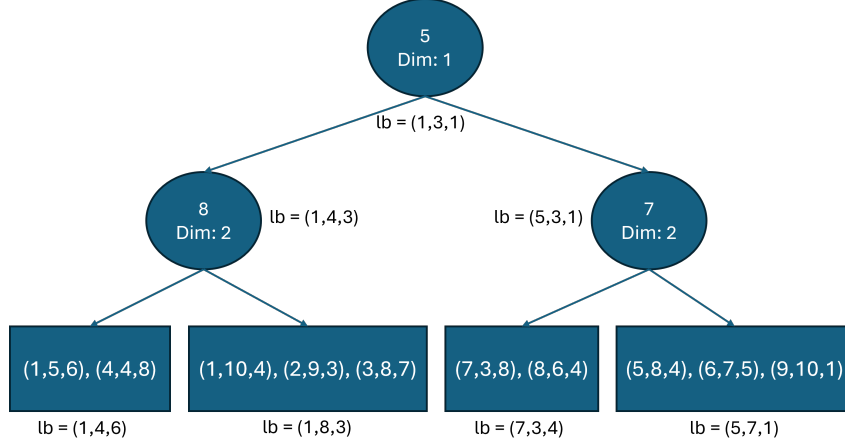 5
Dim: 1
lb = (1,3,1)
8
Dim: 2
lb = (1,4,3)
lb = (5,3,1)
7
Dim: 2
(1,5,6), (4,4,8)
(1,10,4), (2,9,3), (3,8,7)
(7,3,8), (8,6,4)
(5,8,4), (6,7,5), (9,10,1)
lb = (1,4,6)
lb = (1,8,3)
lb = (7,3,4)
lb = (5,7,1)